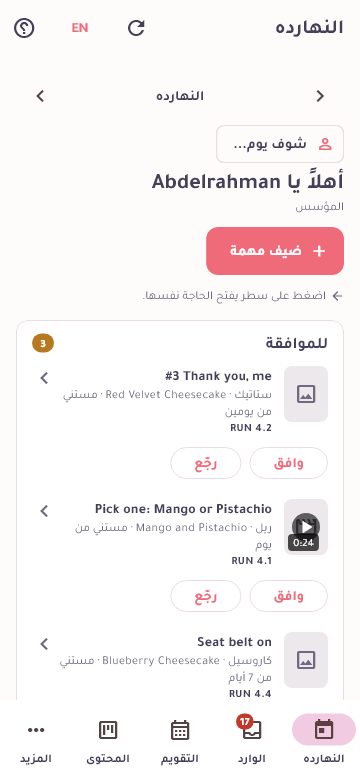 النهارده
EN
النهارده
شوف يوم...
أهلاً يا Abdelrahman
المؤسس
ضيف مهمة
اضغط على سطر يفتح الحاجة نفسها.
للموافقة
3
#3 Thank you, me
ستاتيك · Red Velvet Cheesecake · مستني
من يومين
RUN 4.2
وافق
رجّع
Pick one: Mango or Pistachio
ريل · Mango and Pistachio · مستني من
يوم
RUN 4.1
0:24
وافق
رجّع
Seat belt on
كاروسيل · Blueberry Cheesecake · مستني
من 7 أيام
RUN 4.4
17
النهارده
الوارد
التقويم
المحتوى
المزيد